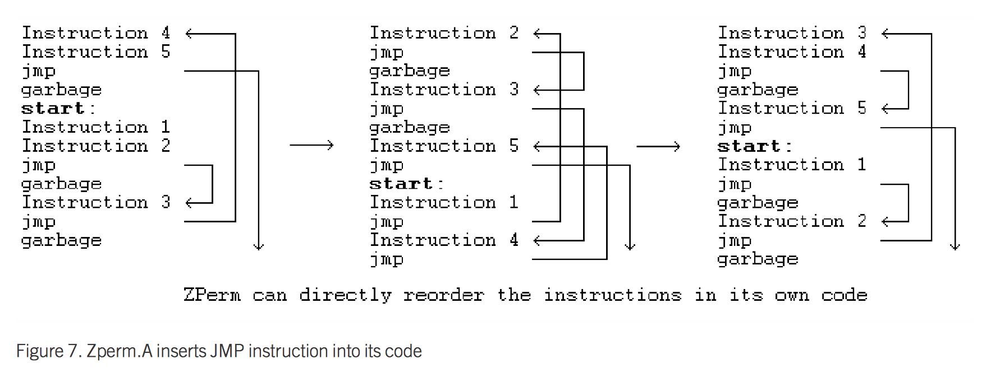 Instruction 4
Instruction 5
jmp
garbage
start:
Instruction 1
Instruction 2
jmp
garbage
Instruction 3
jmp
garbage
Instruction 2
jmp
garbage
Instruction 3
jmp
garbage
Instruction 5
jmp
start:
Instruction 1
jmp
Instruction 4
jmp
Instruction 3
Instruction 4
jmp
garbage
Instruction 5
jmp
start:
Instruction 1
jmp
garbage
Instruction 2
jmp
garbage
ZPerm can directly reorder the instructions in its own code
Figure 7. Zperm.A inserts JMP instruction into its code